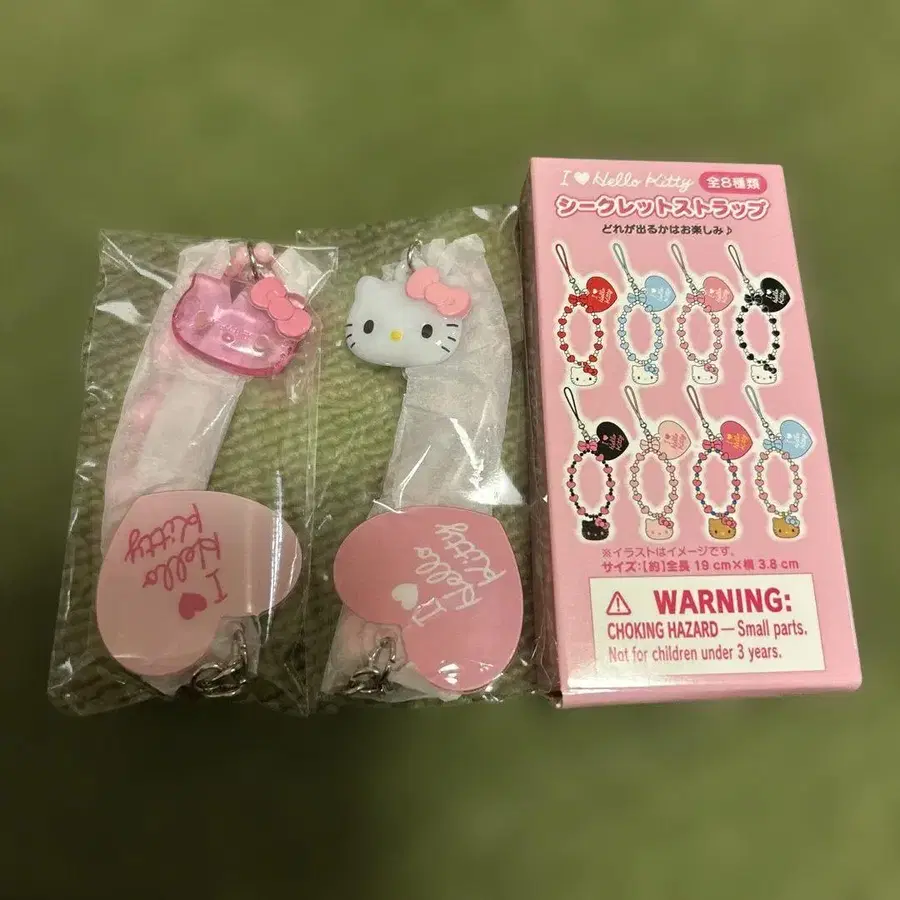 I ♥ Hello Kitty 全8種類
シークレットストラップ
どれが出るかはお楽しみ♪
※イラストはイメージです。
サイズ:【約】全長 19 cm×横 3.8 cm
⚠ WARNING:
CHOKING HAZARD — Small parts.
Not for children under 3 years.
I ♥
Hello
Kitty
I ♥
Hello
Kitty